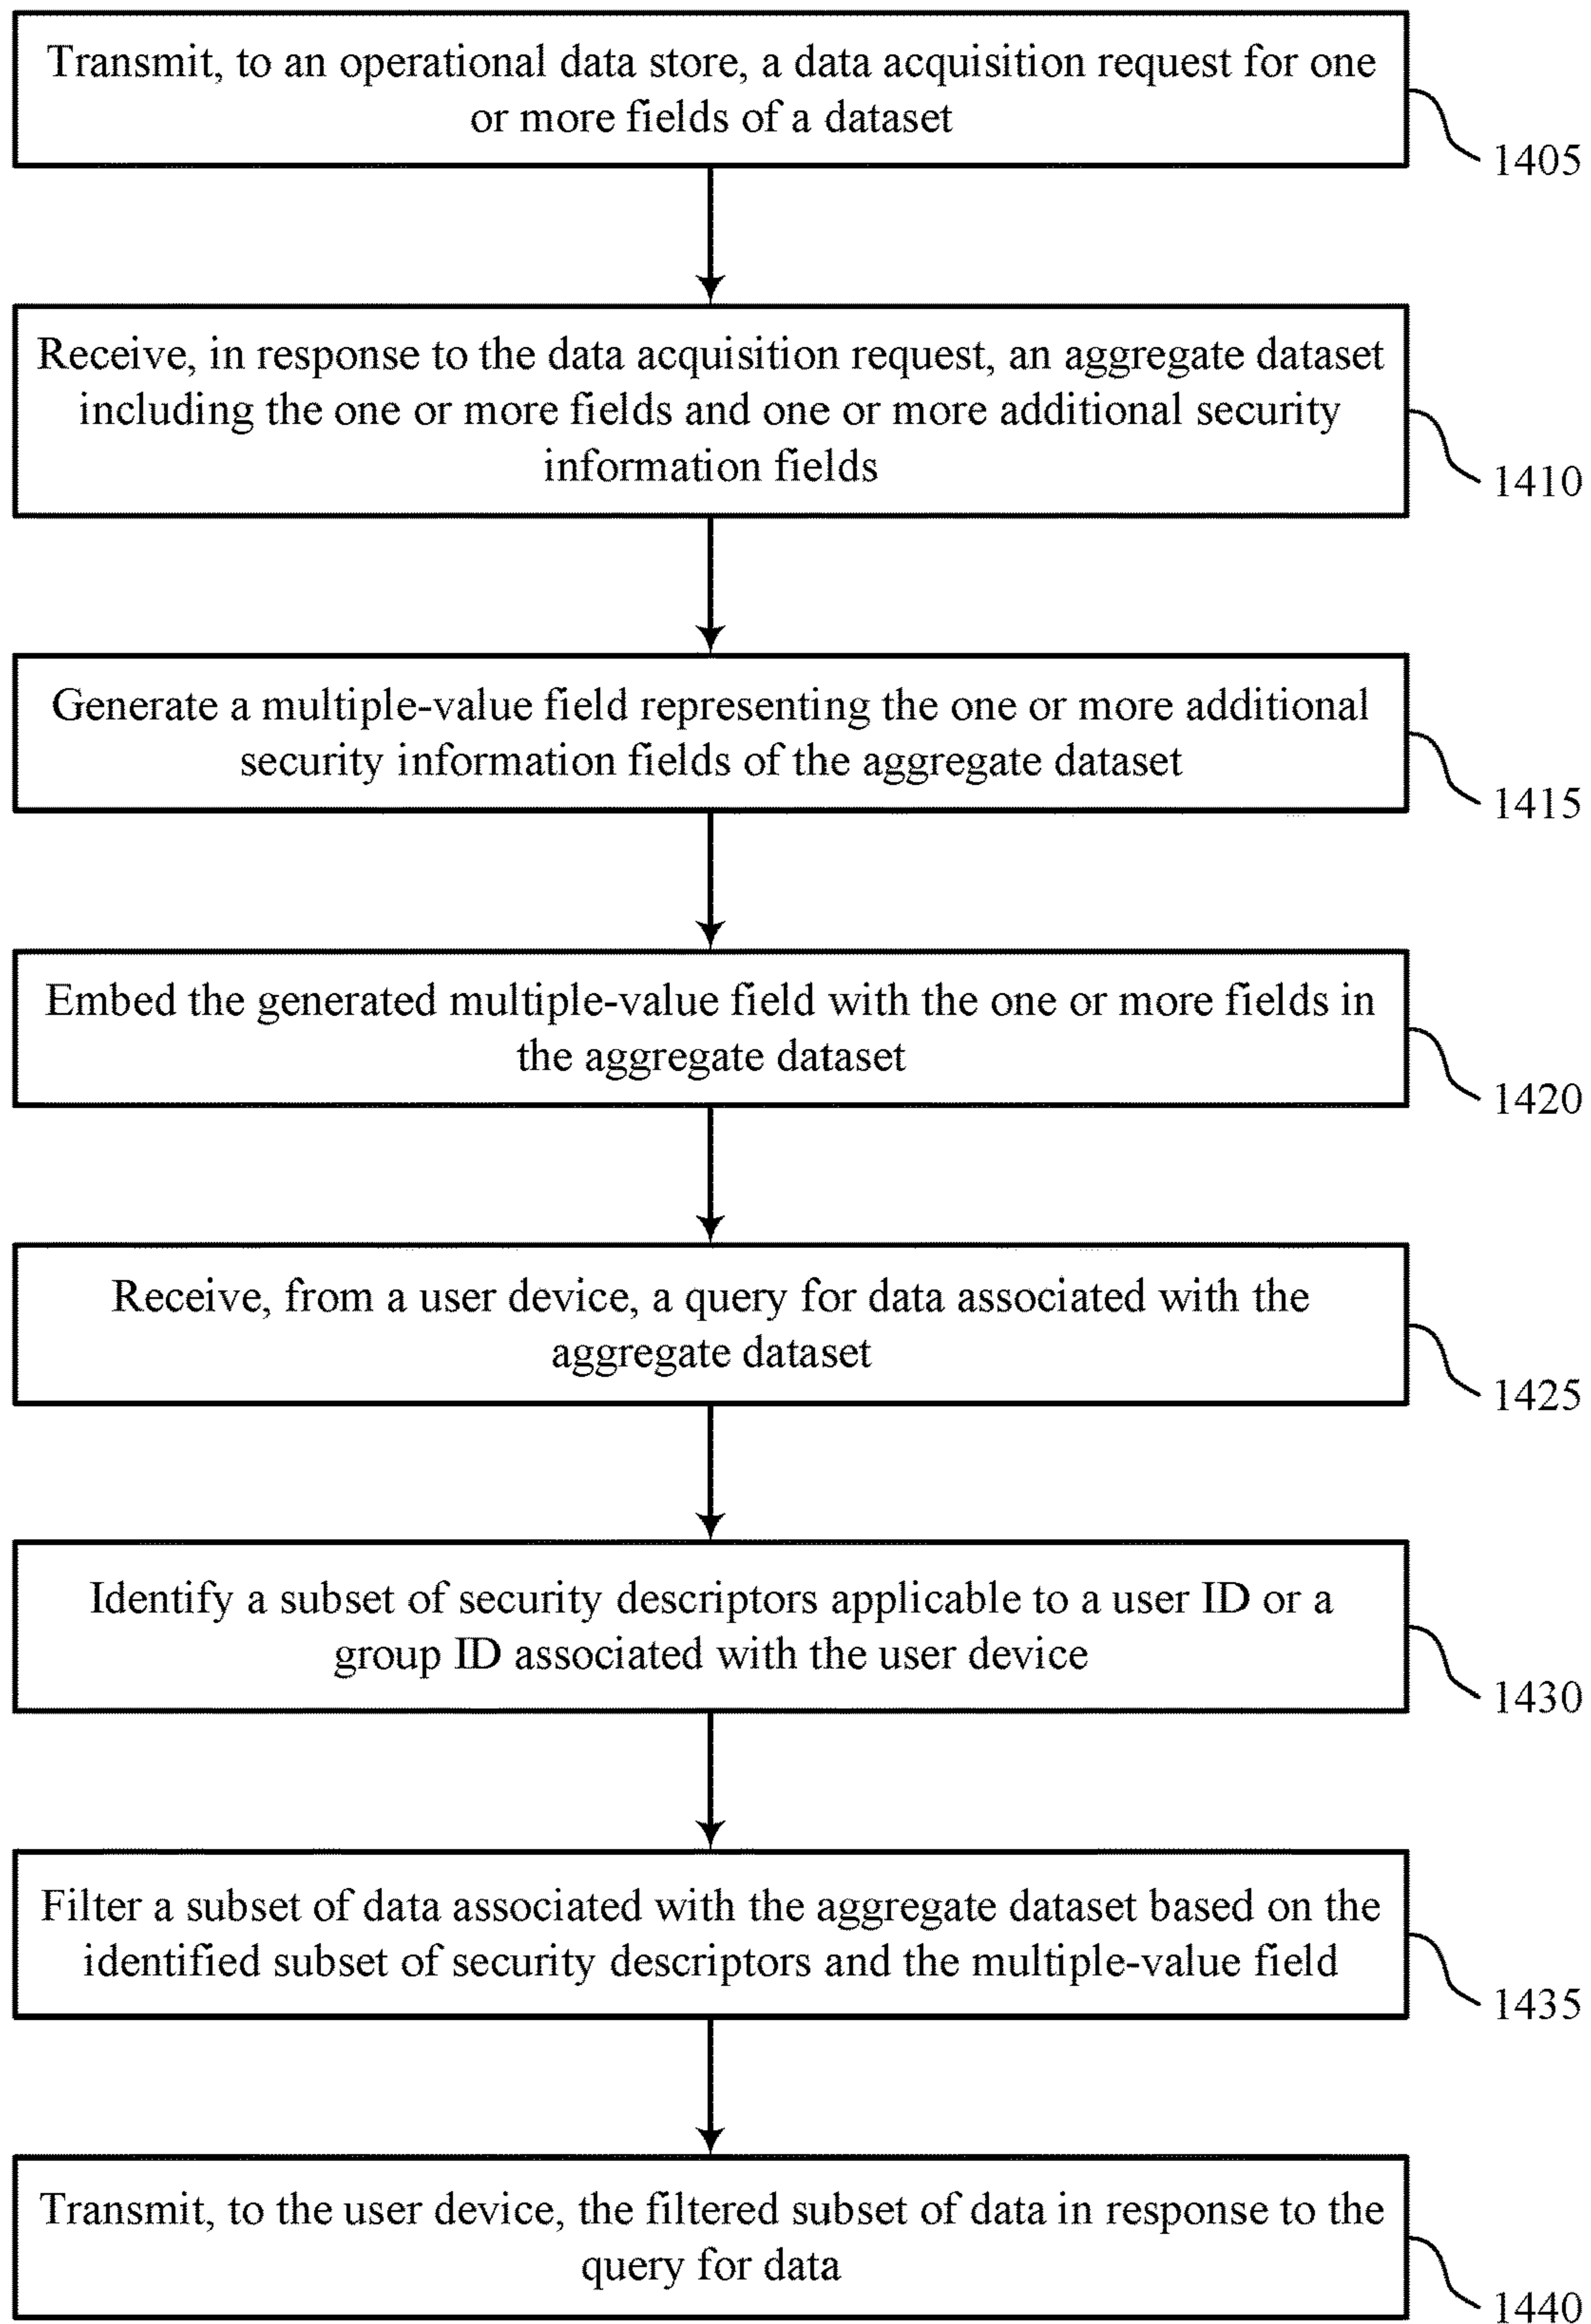 Transmit, to an operational data store, a data acquisition request for one
or more fields of a dataset
1405
Receive, in response to the data acquisition request, an aggregate dataset
including the one or more fields and one or more additional security
information fields
1410
Generate a multiple-value field representing the one or more additional
security information fields of the aggregate dataset
1415
Embed the generated multiple-value field with the one or more fields in
the aggregate dataset
1420
Receive, from a user device, a query for data associated with the
aggregate dataset
1425
Identify a subset of security descriptors applicable to a user ID or a
group ID associated with the user device
1430
Filter a subset of data associated with the aggregate dataset based on the
identified subset of security descriptors and the multiple-value field
1435
Transmit, to the user device, the filtered subset of data in response to the
query for data
1440